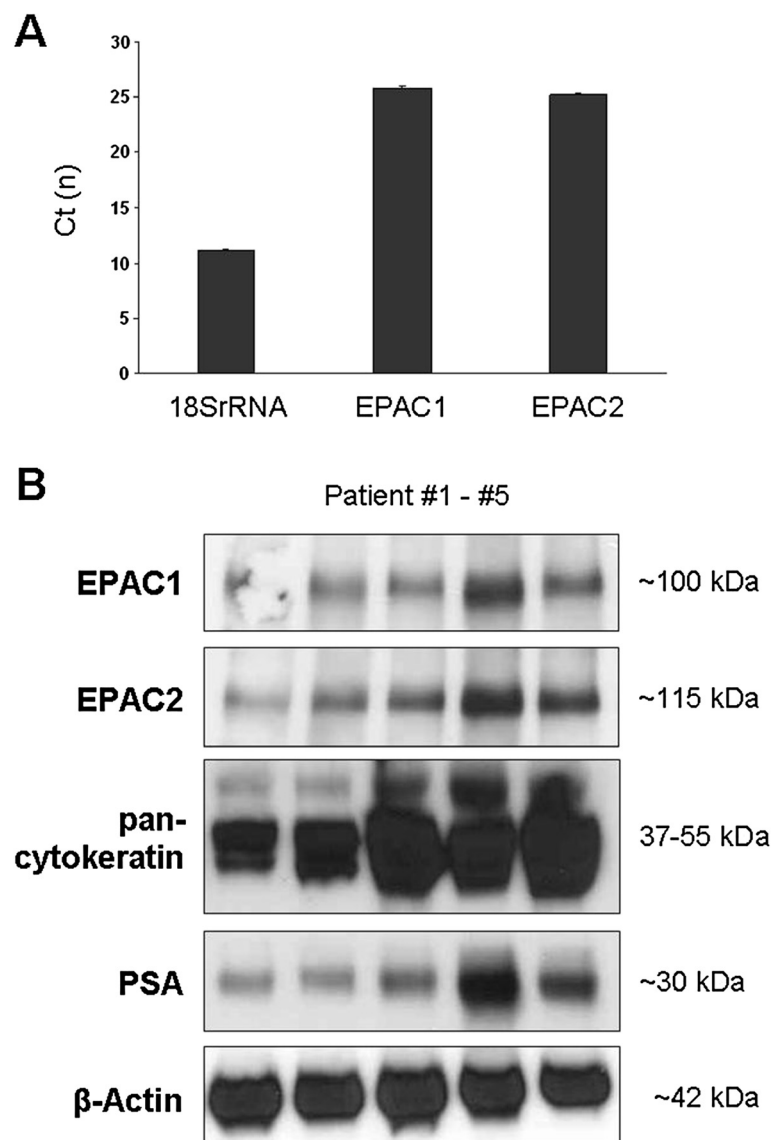 A
30
25
20
15
10
5
0
Ct (n)
18SrRNA EPAC1 EPAC2
B
Patient #1 - #5
EPAC1 ~100 kDa
EPAC2 ~115 kDa
pan-
cytokeratin 37-55 kDa
PSA ~30 kDa
β-Actin ~42 kDa